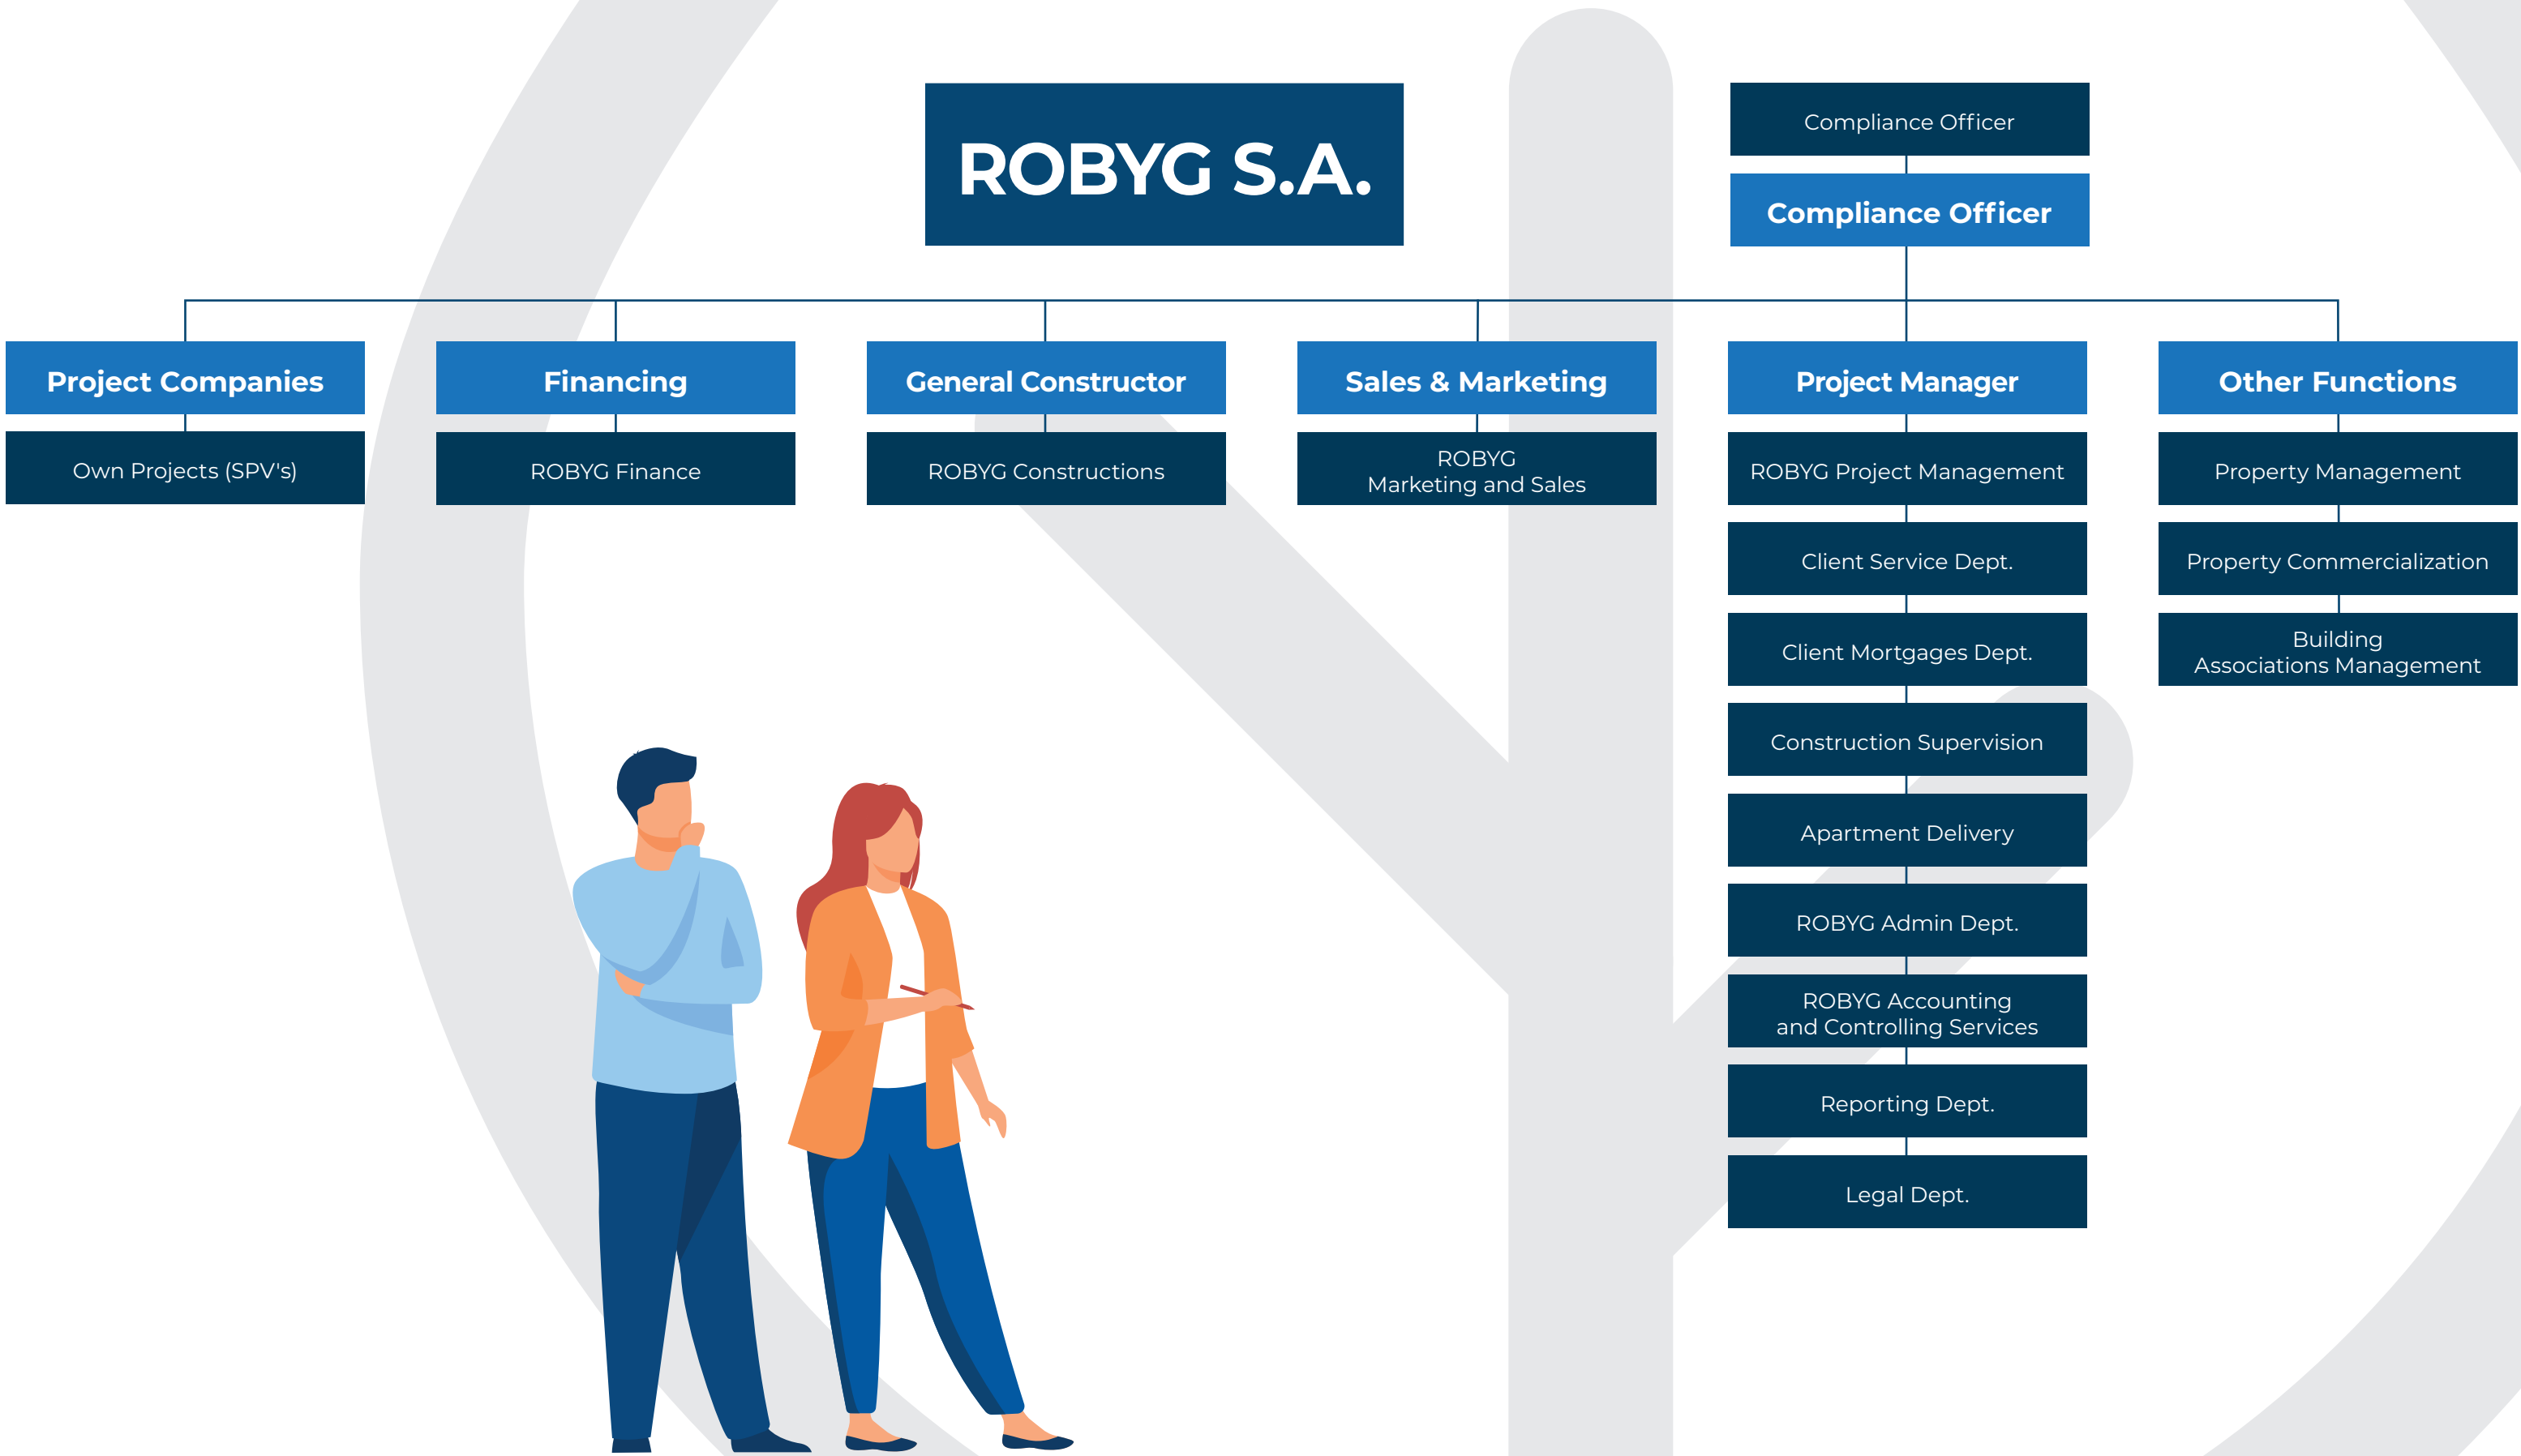 ROBYG S.A.
Compliance Officer
Compliance Officer
Project Companies
Own Projects (SPV's)
Financing
ROBYG Finance
General Constructor
ROBYG Constructions
Sales & Marketing
ROBYG
Marketing and Sales
Project Manager
ROBYG Project Management
Client Service Dept.
Client Mortgages Dept.
Construction Supervision
Apartment Delivery
ROBYG Admin Dept.
ROBYG Accounting
and Controlling Services
Reporting Dept.
Legal Dept.
Other Functions
Property Management
Property Commercialization
Building
Associations Management